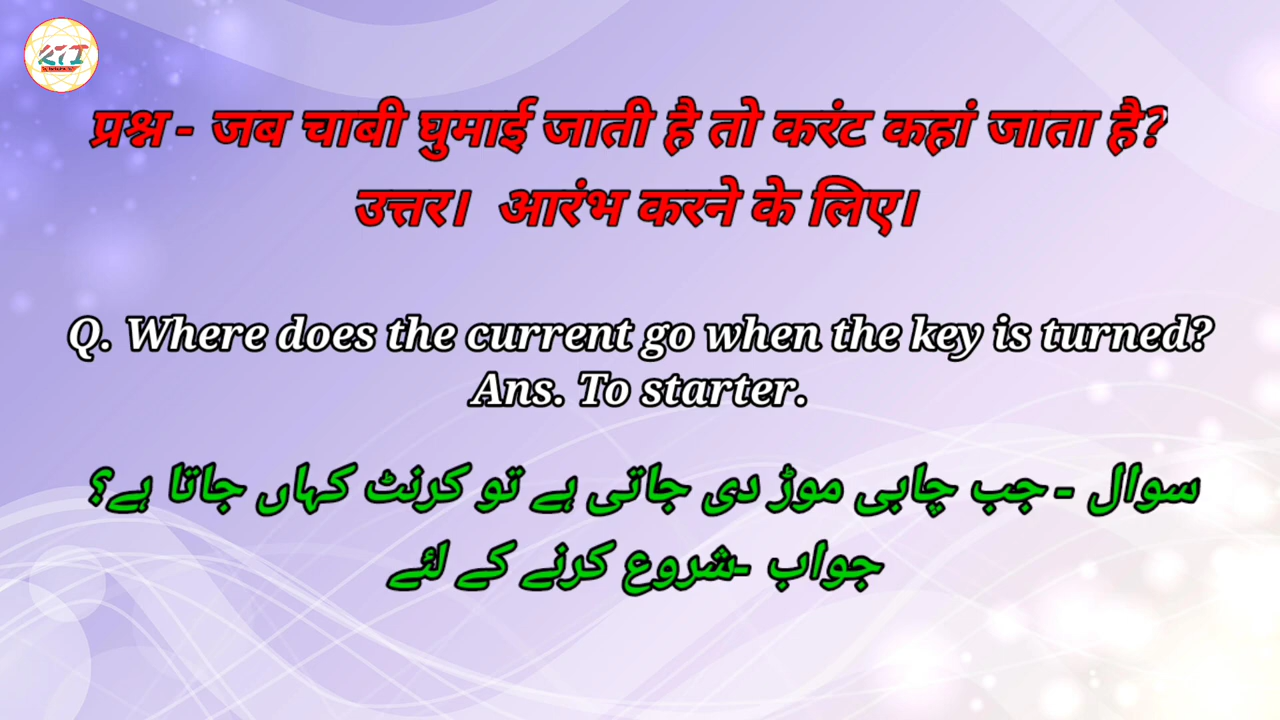 KTI
प्रश्न - जब चाबी घुमाई जाती है तो करंट कहां जाता है?
उत्तर। आरंभ करने के लिए।
Q. Where does the current go when the key is turned?
Ans. To starter.
سوال - جب چابی موڑ دی جاتی ہے تو کرنٹ کہاں جاتا ہے؟
جواب -شروع کرنے کے لئے